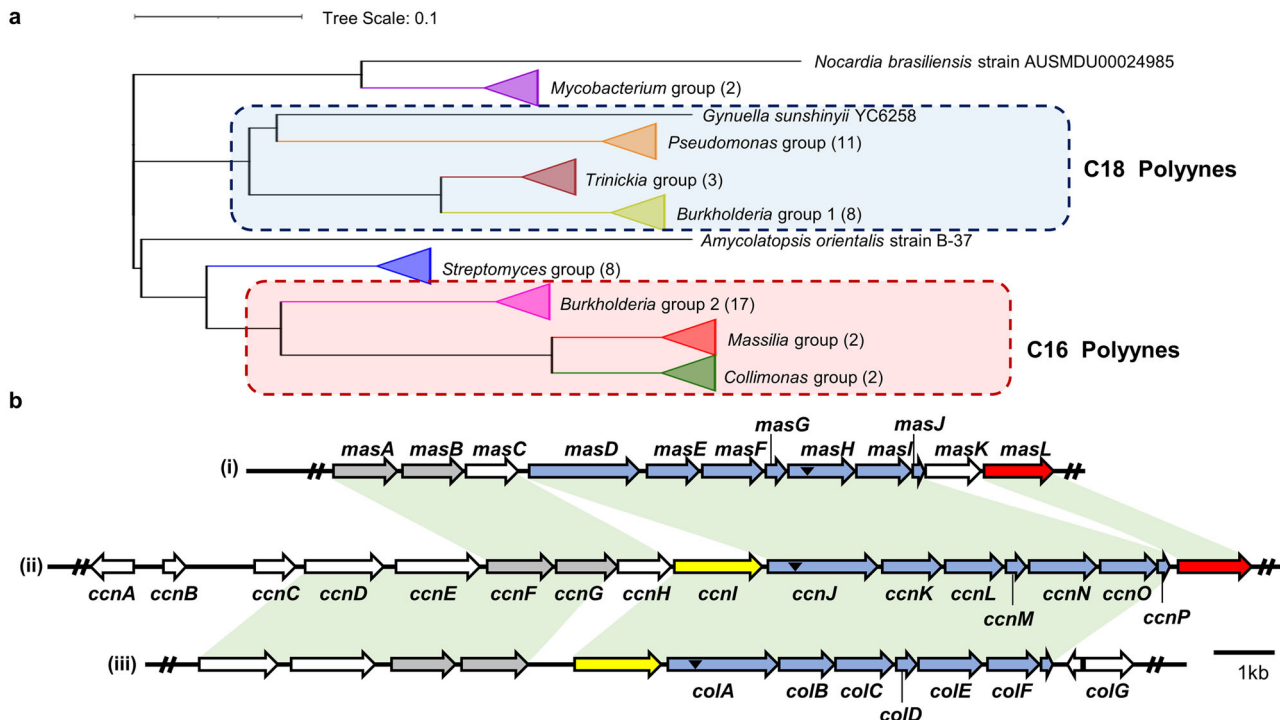 a
Tree Scale: 0.1
Nocardia brasiliensis strain AUSMDU00024985
Mycobacterium group (2)
Gynuella sunshinyii YC6258
Pseudomonas group (11)
Trinickia group (3)
Burkholderia group 1 (8)
C18 Polyynes
Amycolatopsis orientalis strain B-37
Streptomyces group (8)
Burkholderia group 2 (17)
Massilia group (2)
Collimonas group (2)
C16 Polyynes
b
(i)
masA masB masC masD masE masF masG masH masI masJ masK masL
(ii)
ccnA ccnB ccnC ccnD ccnE ccnF ccnG ccnH ccnI ccnJ ccnK ccnL ccnM ccnN ccnO ccnP
(iii)
colA colB colC colD colE colF colG
1kb